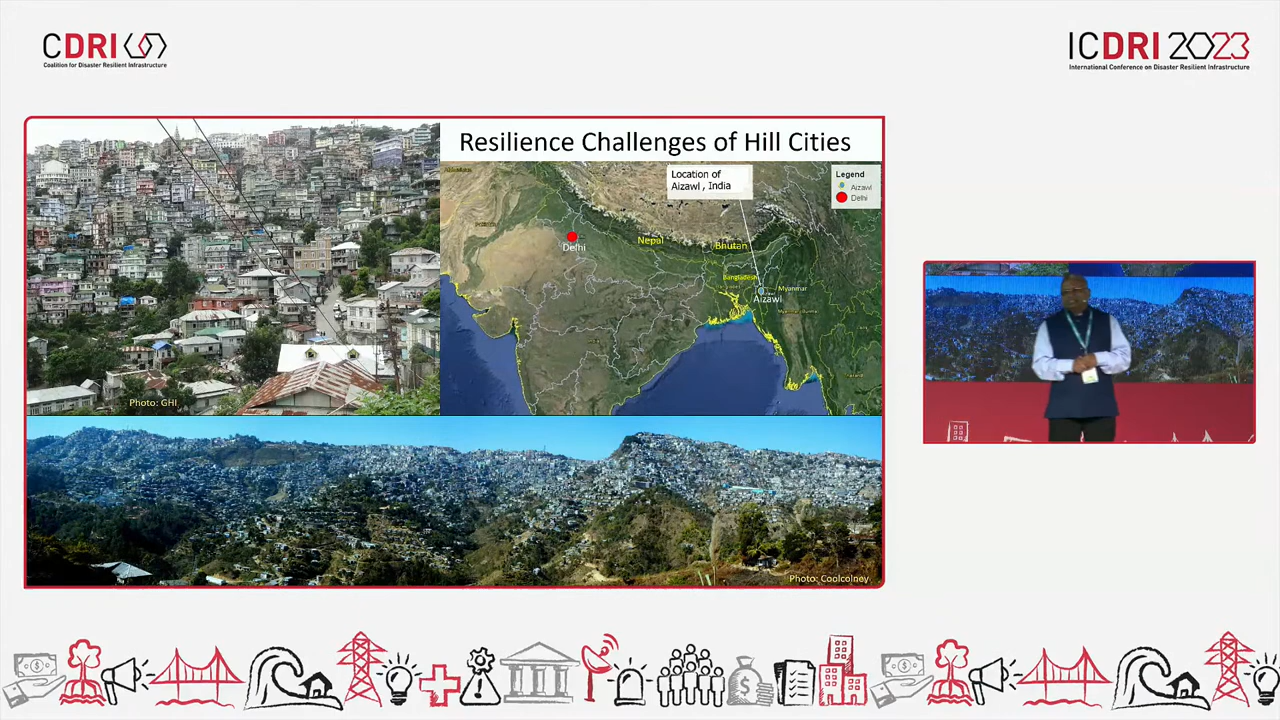 CDRI
Coalition for Disaster Resilient Infrastructure
ICDRI 2023
International Conference on Disaster Resilient Infrastructure
Resilience Challenges of Hill Cities
Location of
Aizawl , India
Legend
Aizawl
Delhi
Delhi
Nepal
Bhutan
Bangladesh
Myanmar
Aizawl
Photo: GHI
Photo: Coolcolney